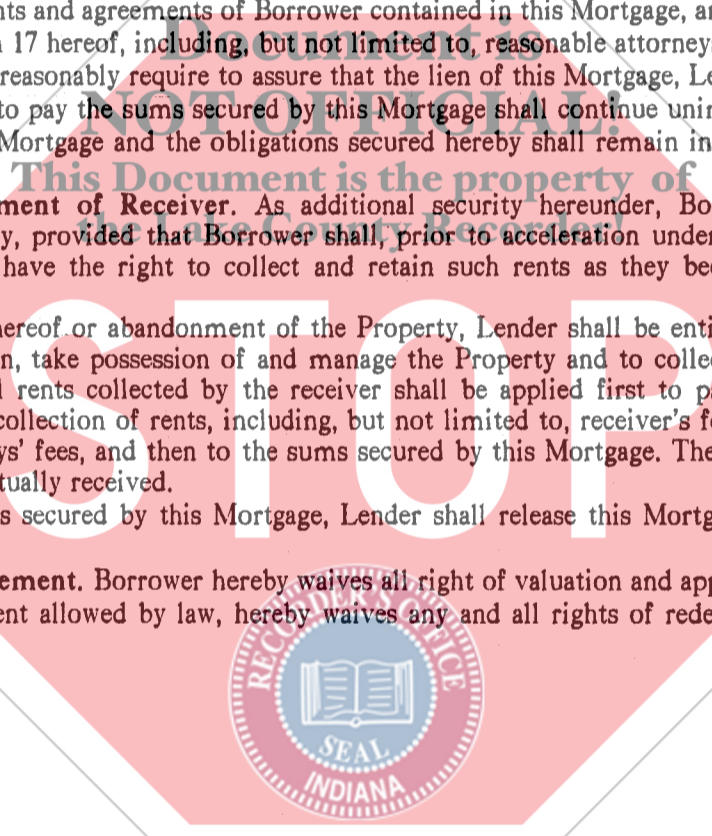 nts and agreements of Borrower contained in this Mortgage, a
Document is
17 hereof, including, but not limited to, reasonable attorney
reasonably require to assure that the lien of this Mortgage, Le
to pay the sums secured by this Mortgage shall continue unin
NOT OFFICIAL!
Mortgage and the obligations secured hereby shall remain in
This Document is the property of
ment of Receiver. As additional security hereunder, Bo
the Lake County Recorder!
y, provided that Borrower shall, prior to acceleration unde
have the right to collect and retain such rents as they be
STOP
hereof or abandonment of the Property, Lender shall be enti
n, take possession of and manage the Property and to colle
rents collected by the receiver shall be applied first to p
collection of rents, including, but not limited to, receiver's f
ys' fees, and then to the sums secured by this Mortgage. The
tually received.
s secured by this Mortgage, Lender shall release this Mortg
ement. Borrower hereby waives all right of valuation and app
ent allowed by law, hereby waives any and all rights of rede
RECORDER'S OFFICE
SEAL
INDIANA